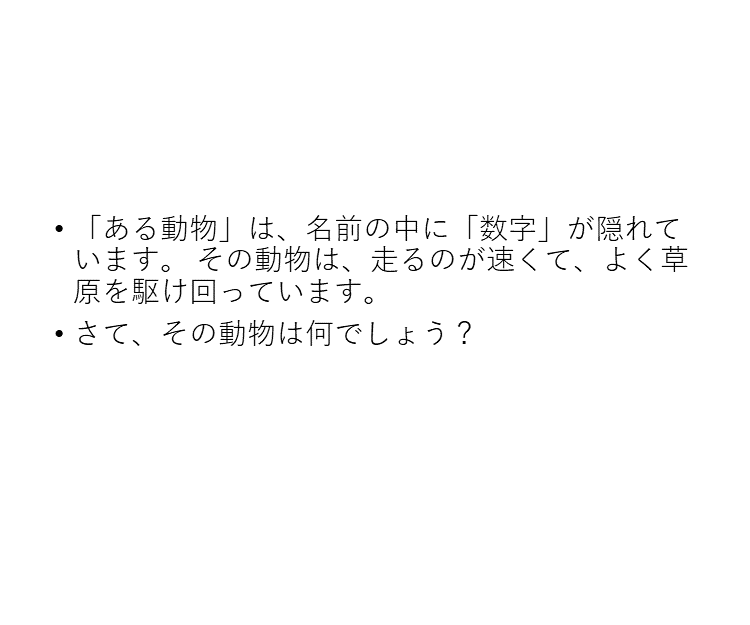 • 「ある動物」は、名前の中に「数字」が隠れて
います。 その動物は、走るのが速くて、よく草
原を駆け回っています。
• さて、その動物は何でしょう？